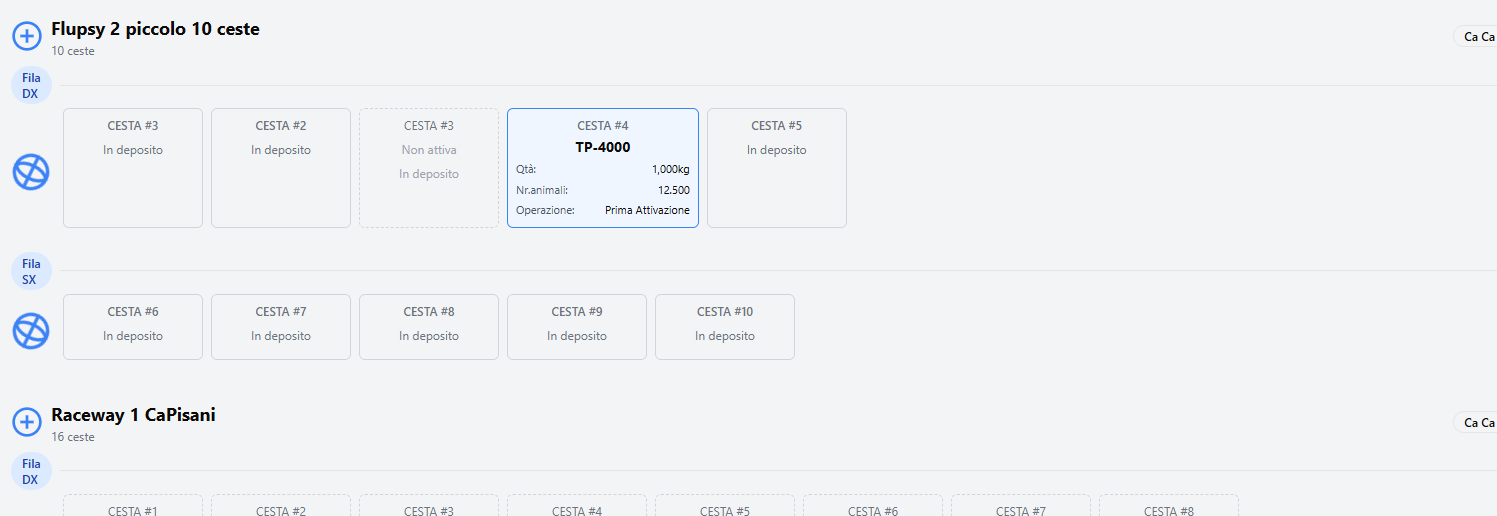 Flupsy 2 piccolo 10 ceste
10 ceste
Ca Ca
Fila
DX
CESTA #3
In deposito
CESTA #2
In deposito
CESTA #3
Non attiva
In deposito
CESTA #4
TP-4000
Qtà: 1,000kg
Nr.animali: 12.500
Operazione: Prima Attivazione
CESTA #5
In deposito
Fila
SX
CESTA #6
In deposito
CESTA #7
In deposito
CESTA #8
In deposito
CESTA #9
In deposito
CESTA #10
In deposito
Raceway 1 CaPisani
16 ceste
Ca Ca
Fila
DX
CESTA #1
CESTA #2
CESTA #3
CESTA #4
CESTA #5
CESTA #6
CESTA #7
CESTA #8